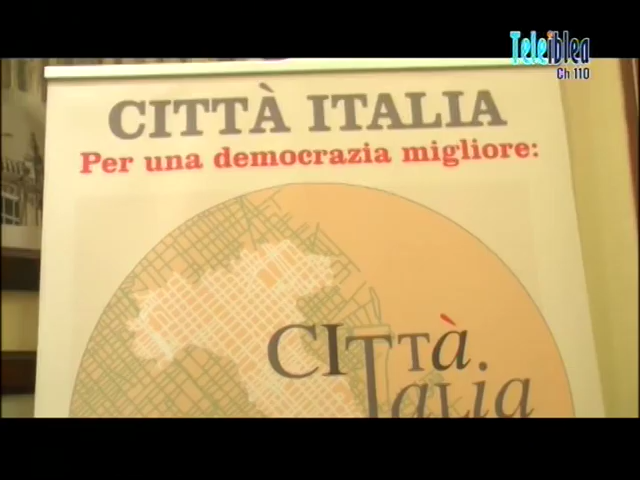 Teleiblea
Ch 110
CITTÀ ITALIA
Per una democrazia migliore:
CITTÀ
ITALIA